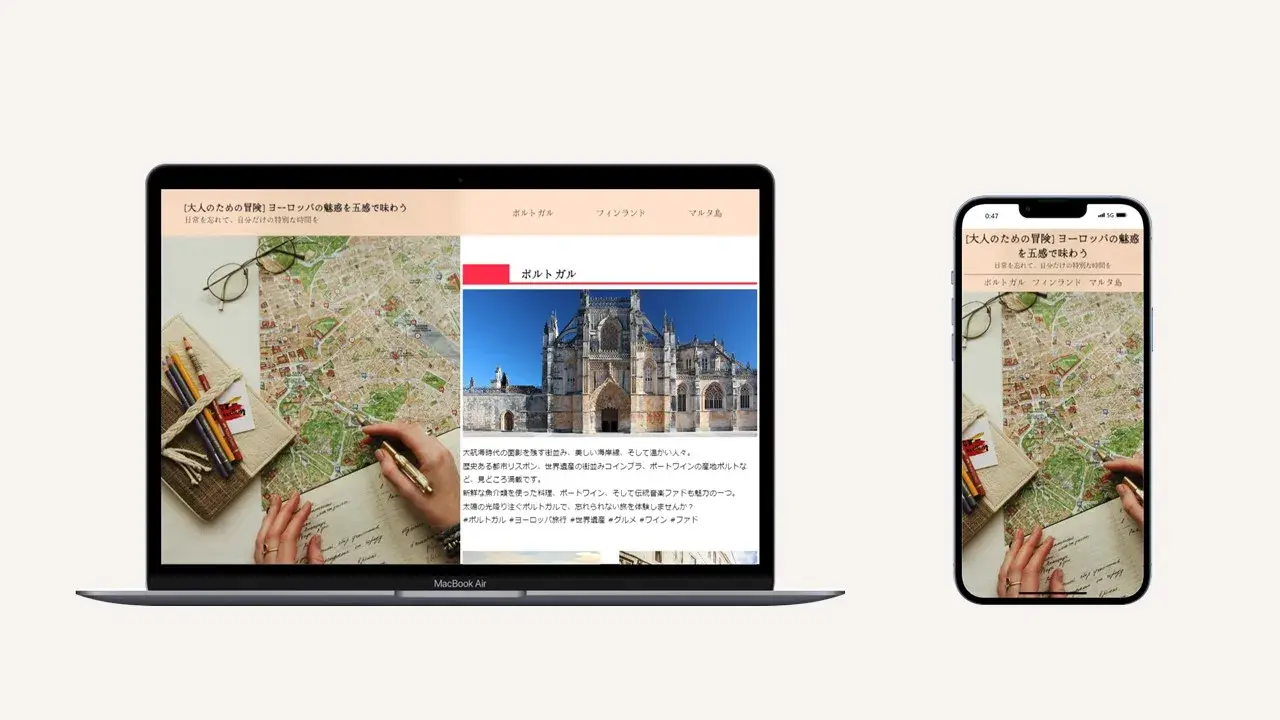 [大人のための冒険] ヨーロッパの魅惑を五感で味わう
日常を忘れて、自分だけの特別な時間を
ポルトガル フィンランド マルタ島
ポルトガル
大航海時代の面影を残す街並み、美しい海岸線、そして温かい人々。
歴史ある都市リスボン、世界遺産の街並みコインブラ、ポートワインの産地ポルトな
ど、見どころ満載です。
新鮮な魚介類を使った料理、ポートワイン、そして伝統音楽ファドも魅力の一つ。
太陽の光降り注ぐポルトガルで、忘れられない旅を体験しませんか?
#ポルトガル #ヨーロッパ旅行 #世界遺産 #グルメ #ワイン #ファド
MacBook Air
0:47 5G
[大人のための冒険] ヨーロッパの魅惑
を五感で味わう
日常を忘れて、自分だけの特別な時間を
ポルトガル フィンランド マルタ島